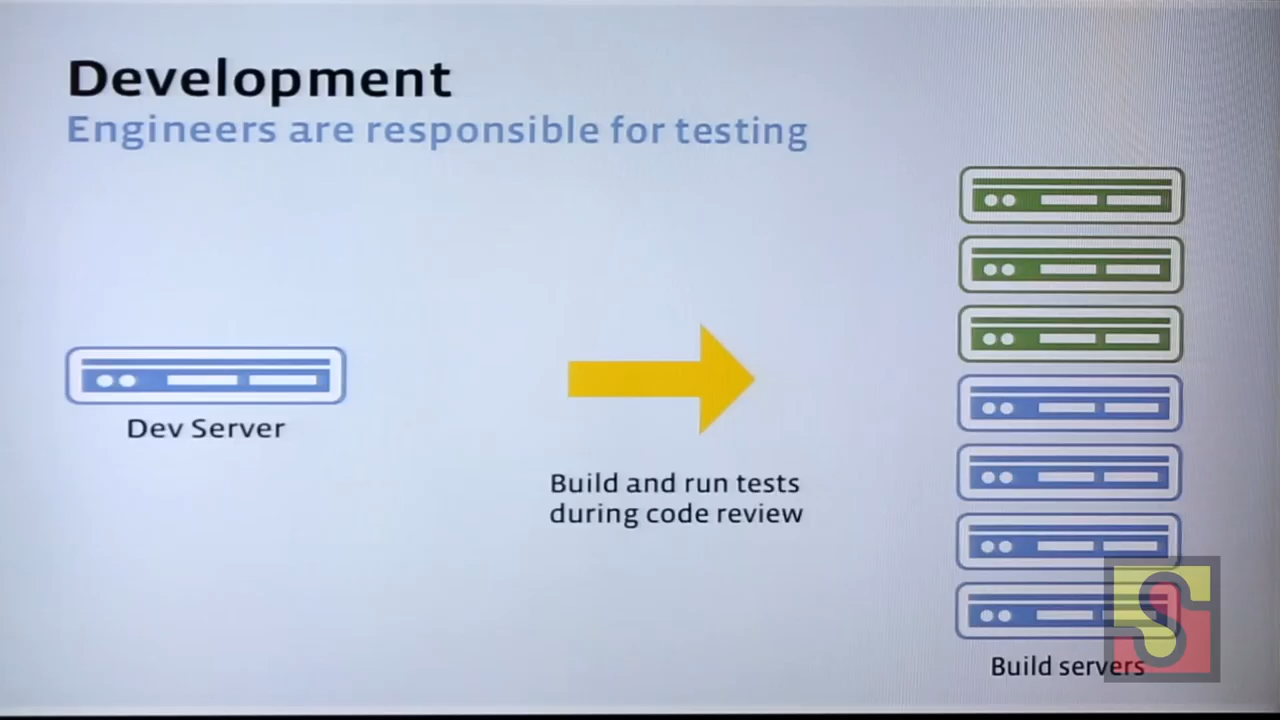 Development
Engineers are responsible for testing
Dev Server
Build and run tests
during code review
Build servers